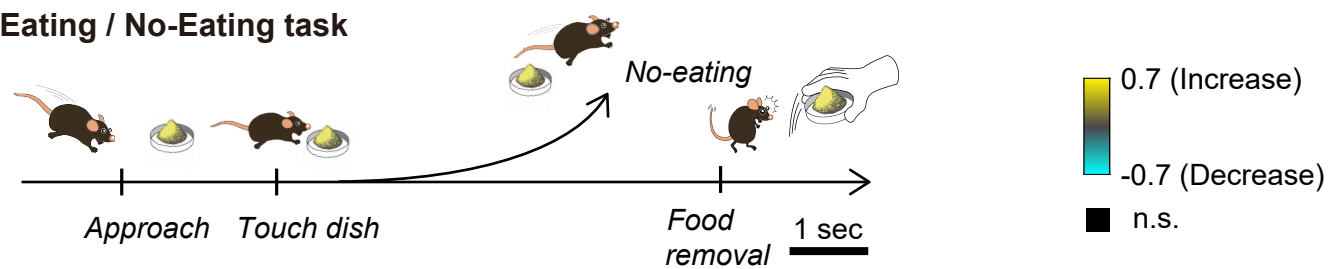 Eating / No-Eating task
No-eating
Approach
Touch dish
Food
removal
1 sec
0.7 (Increase)
-0.7 (Decrease)
n.s.